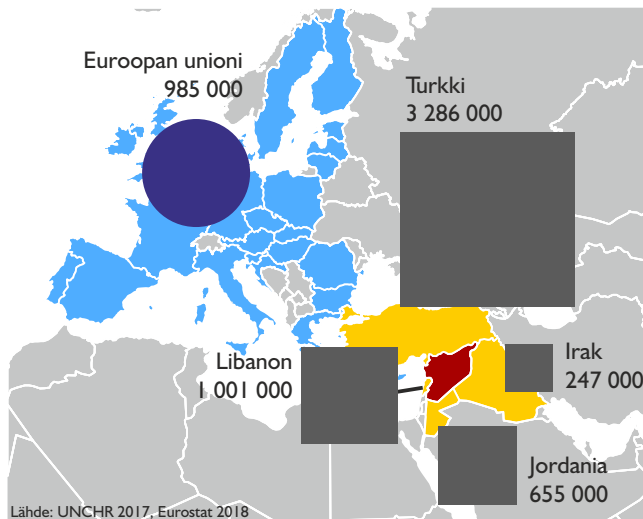 Euroopan unioni
985 000
Turkki
3 286 000
Libanon
1 001 000
Irak
247 000
Jordania
655 000
Lähde: UNCHR 2017, Eurostat 2018